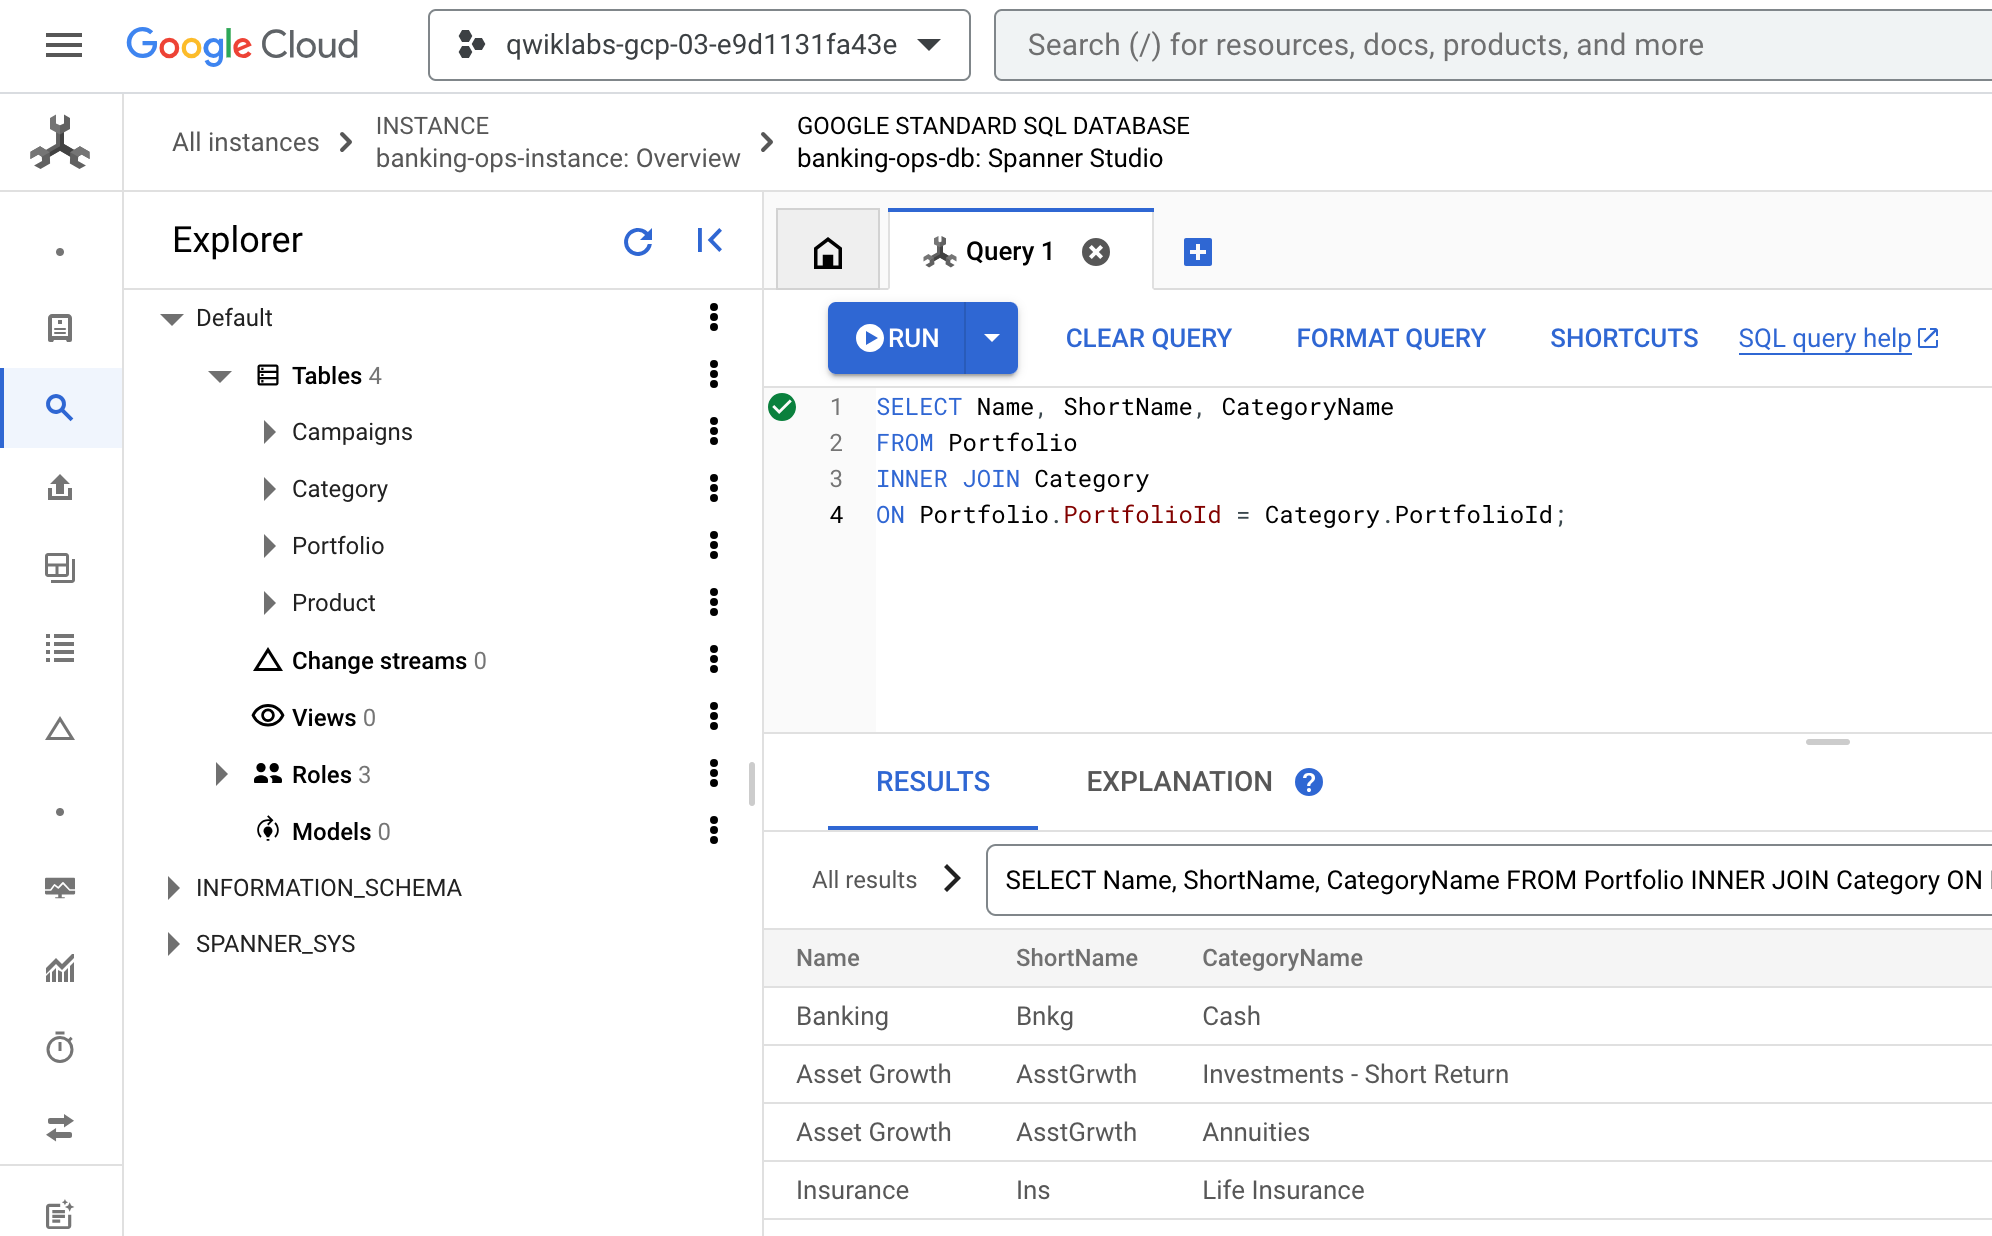 Google Cloud
qwiklabs-gcp-03-e9d1131fa43e
Search (/) for resources, docs, products, and more
All instances
INSTANCE
banking-ops-instance: Overview
GOOGLE STANDARD SQL DATABASE
banking-ops-db: Spanner Studio
Explorer
Default
Tables 4
Campaigns
Category
Portfolio
Product
Change streams 0
Views 0
Roles 3
Models 0
INFORMATION_SCHEMA
SPANNER_SYS
Query 1
RUN
CLEAR QUERY
FORMAT QUERY
SHORTCUTS
SQL query help
1 SELECT Name, ShortName, CategoryName
2 FROM Portfolio
3 INNER JOIN Category
4 ON Portfolio.PortfolioId = Category.PortfolioId;
RESULTS
EXPLANATION ?
All results
SELECT Name, ShortName, CategoryName FROM Portfolio INNER JOIN Category ON
Name ShortName CategoryName
Banking Bnkg Cash
Asset Growth AsstGrwth Investments - Short Return
Asset Growth AsstGrwth Annuities
Insurance Ins Life Insurance